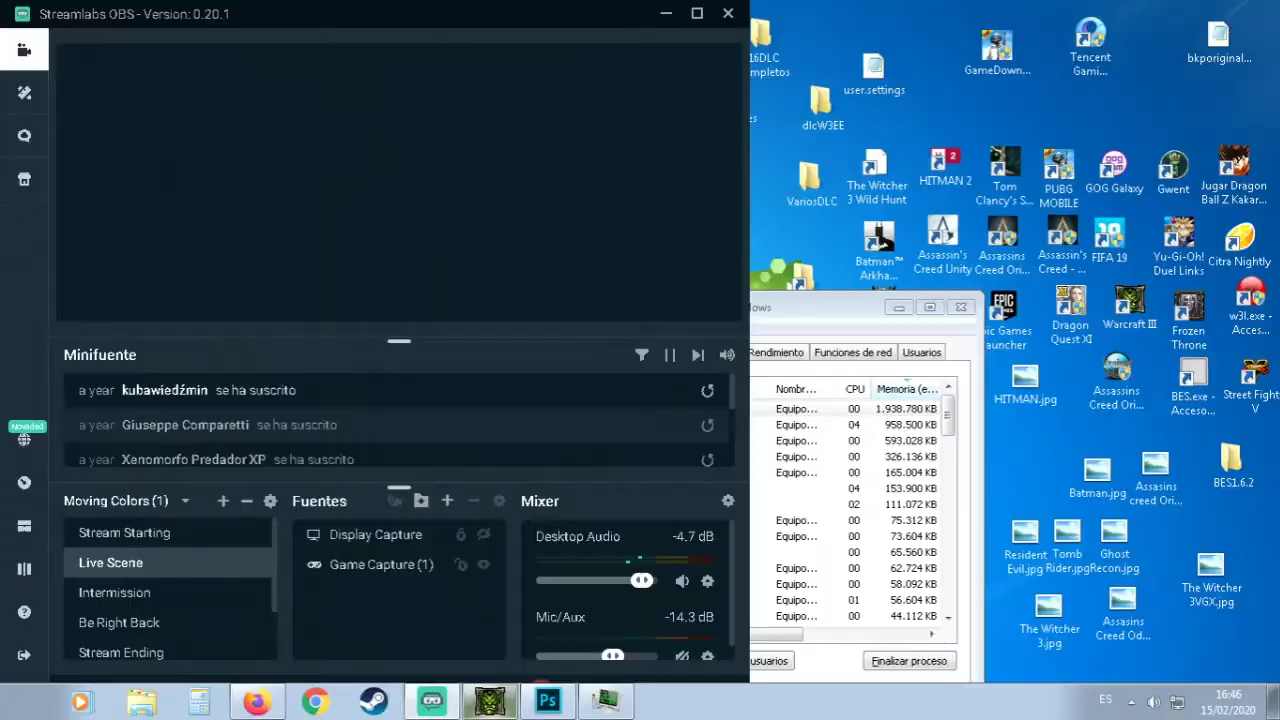 Streamlabs OBS - Version: 0.20.1
Minifuente
a year kubawiedźmin se ha suscrito
a year Giuseppe Comparetti se ha suscrito
a year Xenomorfo Predador XP se ha suscrito
Novedad
Moving Colors (1)
Stream Starting
Live Scene
Intermission
Be Right Back
Stream Ending
Fuentes
Display Capture
Game Capture (1)
Mixer
Desktop Audio -4.7 dB
Mic/Aux -14.3 dB
16DLC
user.settings
dlcW3EE
VariosDLC
GameDown...
Tencent
Gami...
bkporiginal...
The Witcher
3 Wild Hunt
HITMAN 2
Tom
Clancy's S...
PUBG
MOBILE
GOG Galaxy
Gwent
Jugar Dragon
Ball Z Kakar...
Batman™
Arkha...
Assassin's
Creed Unity
Assassins
Creed Ori...
Assassin's
Creed - ...
FIFA 19
Yu-Gi-Oh!
Duel Links
Citra Nightly
Dragon
Quest XI
Warcraft III
Frozen
Throne
w3l.exe -
Acces...
HITMAN.jpg
Assassins
Creed Ori...
BES.exe -
Acceso...
Street Fight
V
Batman.jpg
Assasins
creed Ori...
BES1.6.2
Resident
Evil.jpg
Tomb
Rider.jpg
Ghost
Recon.jpg
The Witcher
3VGX.jpg
The Witcher
3.jpg
Assasins
Creed Od...
Rendimiento Funciones de red Usuarios
Nombr... CPU Memoria (e...
Equipo... 00 1.938.780 KB
Equipo... 04 958.500 KB
Equipo... 00 593.028 KB
Equipo... 00 326.136 KB
Equipo... 00 165.004 KB
04 153.900 KB
02 111.072 KB
Equipo... 00 75.312 KB
Equipo... 00 73.604 KB
00 65.560 KB
Equipo... 00 62.724 KB
Equipo... 00 58.092 KB
Equipo... 01 56.604 KB
Equipo... 00 44.112 KB
Finalizar proceso
ES
16:46
15/02/2020